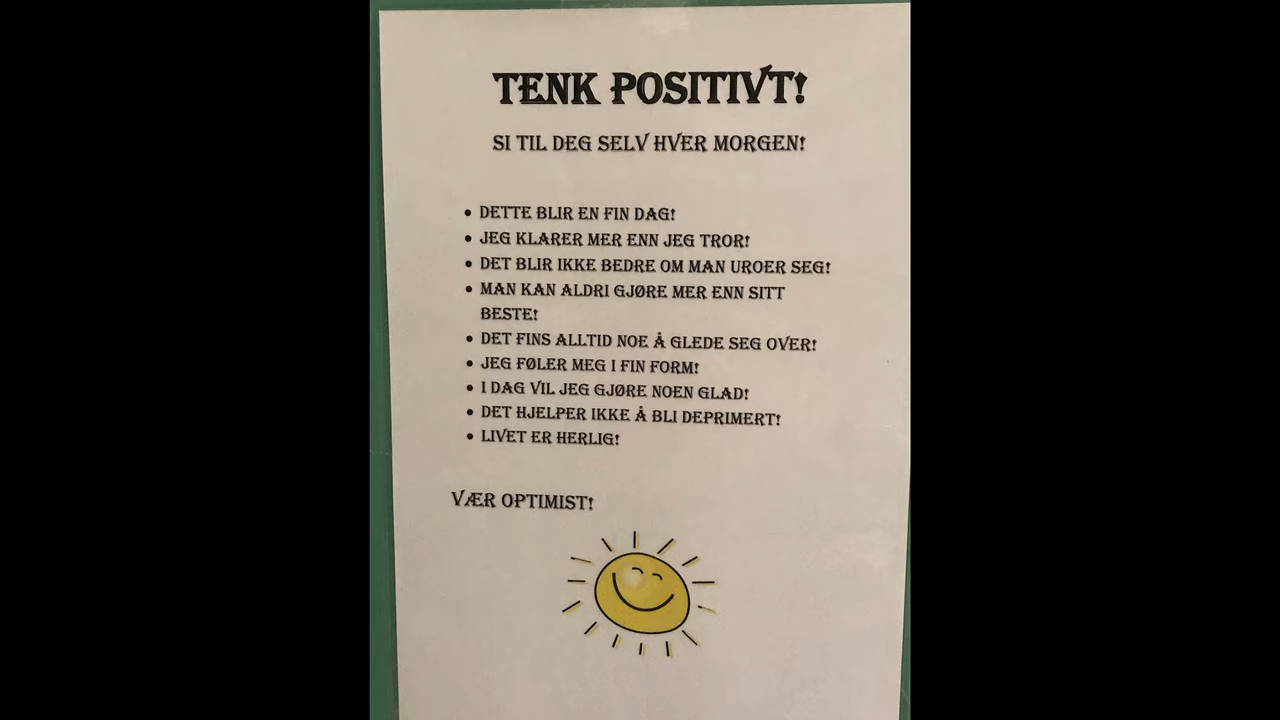 TENK POSITIVT!
SI TIL DEG SELV HVER MORGEN!
• DETTE BLIR EN FIN DAG!
• JEG KLARER MER ENN JEG TROR!
• DET BLIR IKKE BEDRE OM MAN UROER SEG!
• MAN KAN ALDRI GJØRE MER ENN SITT
BESTE!
• DET FINS ALLTID NOE Å GLEDE SEG OVER!
• JEG FØLER MEG I FIN FORM!
• I DAG VIL JEG GJØRE NOEN GLAD!
• DET HJELPER IKKE Å BLI DEPRIMERT!
• LIVET ER HERLIG!
VÆR OPTIMIST!